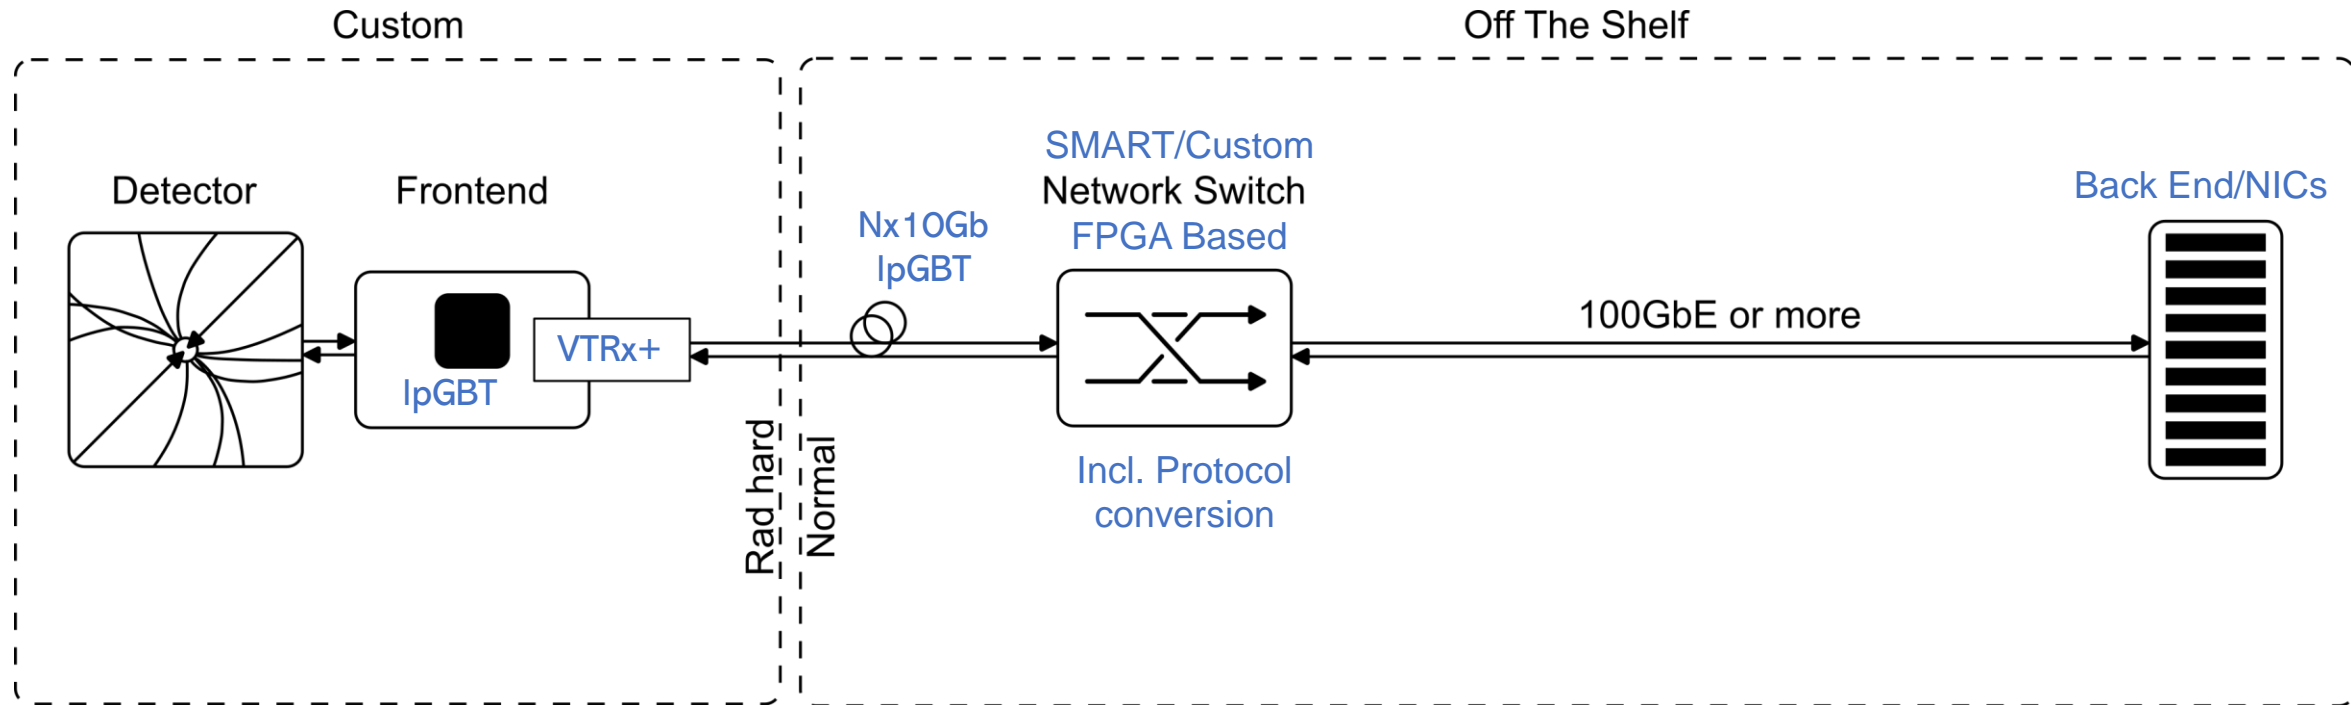 Custom
Off The Shelf
Detector
Frontend
lpGBT
VTRx+
Rad hard
Normal
Nx10Gb
lpGBT
SMART/Custom
Network Switch
FPGA Based
Incl. Protocol
conversion
100GbE or more
Back End/NICs